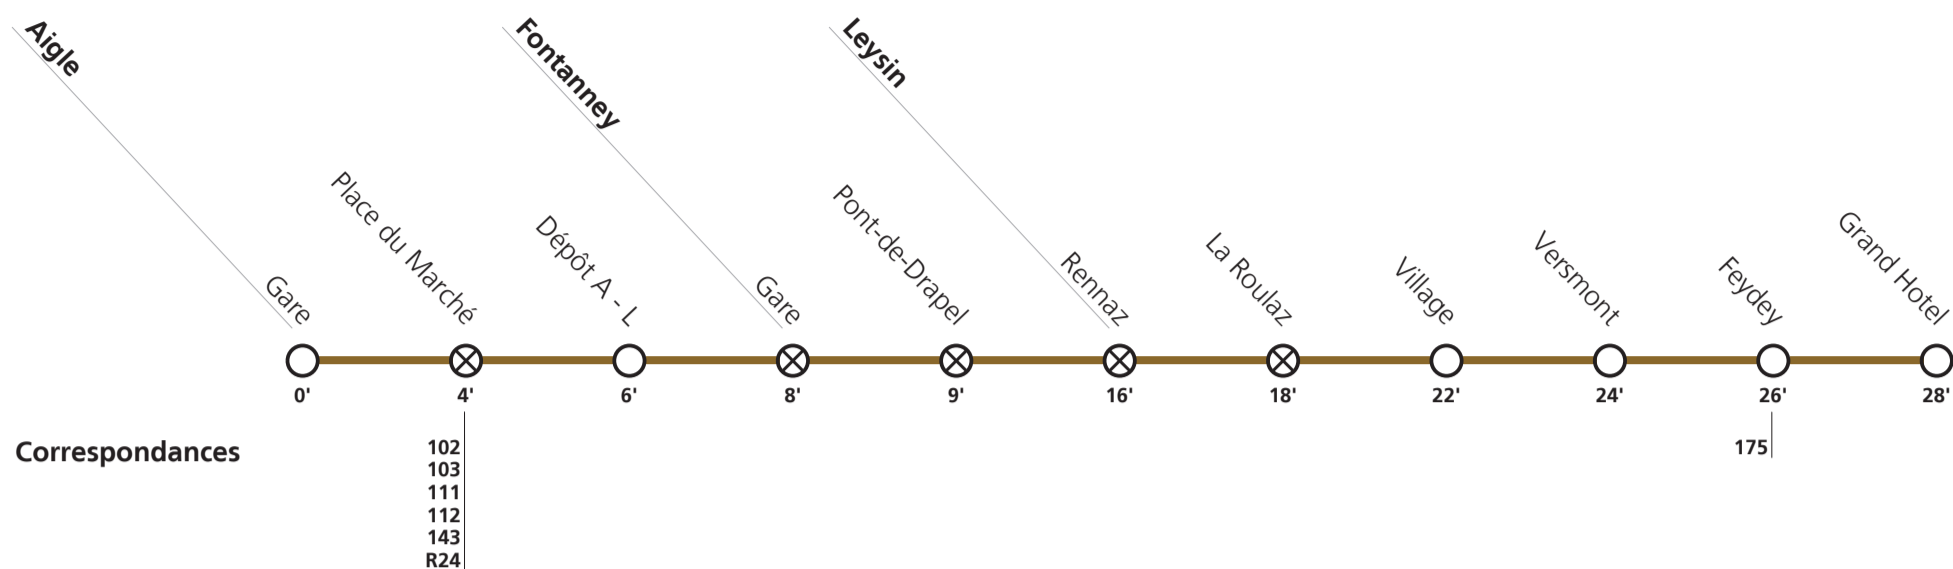 Aigle
Fontanney
Leysin
Gare
Place du Marché
Dépôt A - L
Gare
Pont-de-Drapel
Rennaz
La Roulaz
Village
Versmont
Feydey
Grand Hotel
0' 4' 6' 8' 9' 16' 18' 22' 24' 26' 28'
Correspondances
102
103
111
112
143
R24
175